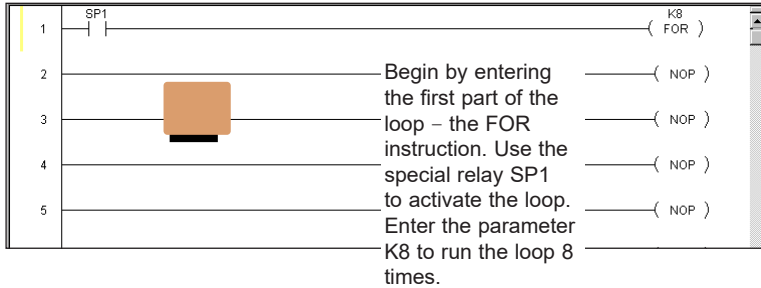 SP1 K8
1 ( FOR )
2 Begin by entering ( NOP )
the first part of the
3 loop – the FOR ( NOP )
instruction. Use the
4 special relay SP1 ( NOP )
to activate the loop.
5 Enter the parameter ( NOP )
K8 to run the loop 8
times.